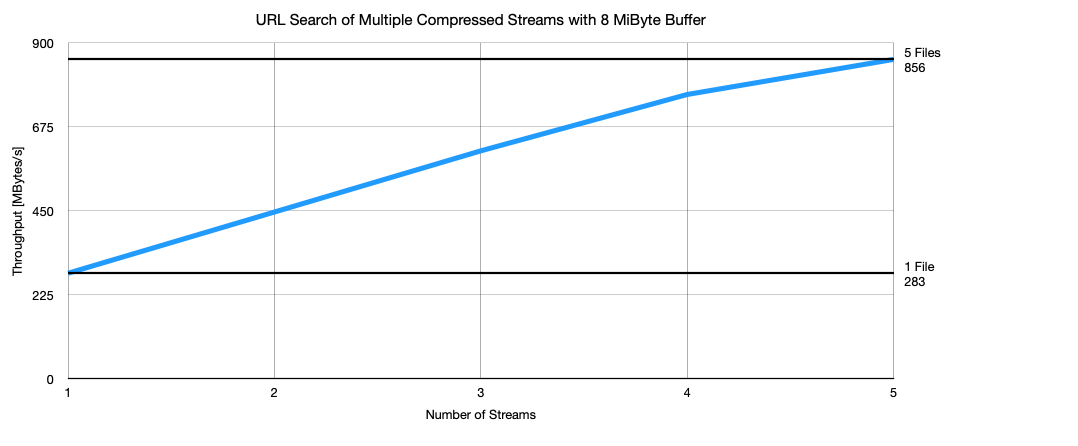 URL Search of Multiple Compressed Streams with 8 MiByte Buffer
900
675
450
225
0
Throughput [MBytes/s]
1
2
3
4
5
Number of Streams
5 Files
856
1 File
283